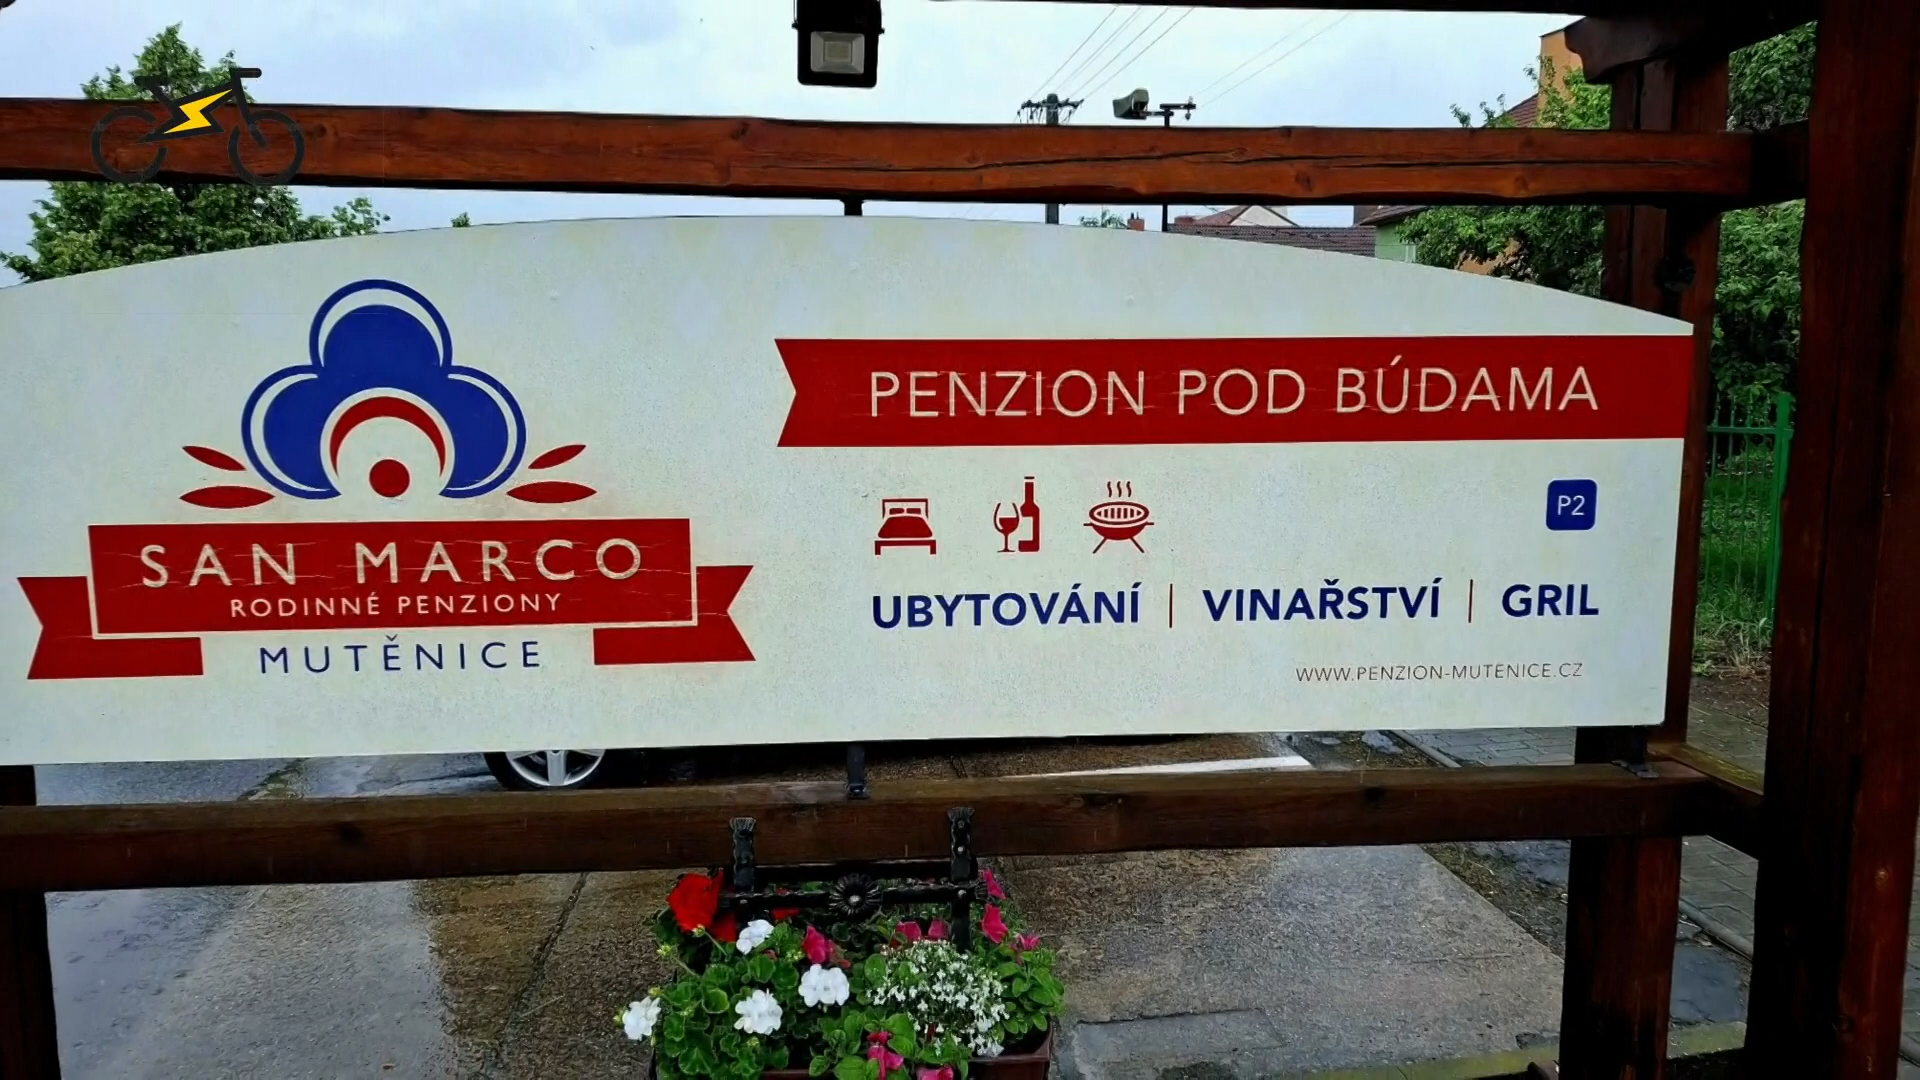 SAN MARCO
RODINNÉ PENZIONY
MUTĚNICE
PENZION POD BÚDAMA
P2
UBYTOVÁNÍ | VINAŘSTVÍ | GRIL
WWW.PENZION-MUTENICE.CZ